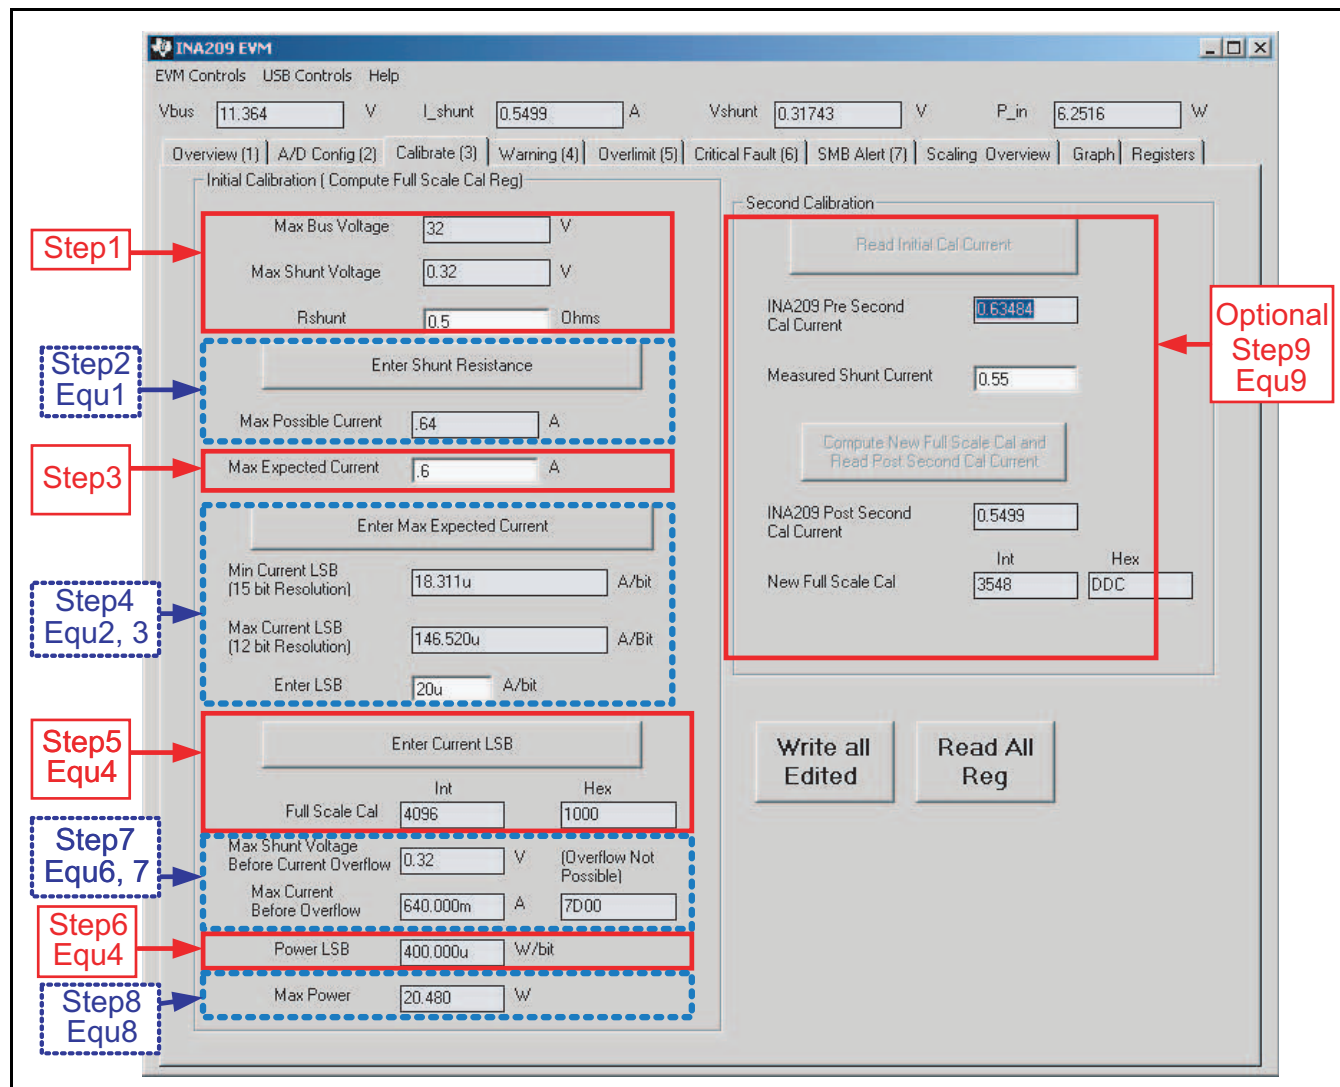 INA209 EVM
EVM Controls USB Controls Help
Vbus 11.364 V I_shunt 0.5499 A Vshunt 0.31743 V P_in 6.2516 W
Overview (1) A/D Config (2) Calibrate (3) Warning (4) Overlimit (5) Critical Fault (6) SMB Alert (7) Scaling Overview Graph Registers
Initial Calibration ( Compute Full Scale Cal Reg)
Step1
Max Bus Voltage 32 V
Max Shunt Voltage 0.32 V
Rshunt 0.5 Ohms
Step2
Equ1
Enter Shunt Resistance
Max Possible Current .64 A
Step3
Max Expected Current .6 A
Step4
Equ2, 3
Enter Max Expected Current
Min Current LSB
(15 bit Resolution) 18.311u A/bit
Max Current LSB
(12 bit Resolution) 146.520u A/Bit
Enter LSB 20u A/bit
Step5
Equ4
Enter Current LSB
Int Hex
Full Scale Cal 4096 1000
Step7
Equ6, 7
Max Shunt Voltage
Before Current Overflow 0.32 V (Overflow Not
Possible)
Max Current
Before Overflow 640.000m A 7D00
Step6
Equ4
Power LSB 400.000u W/bit
Step8
Equ8
Max Power 20.480 W
Second Calibration
Read Initial Cal Current
INA209 Pre Second
Cal Current 0.63484
Measured Shunt Current 0.55
Compute New Full Scale Cal and
Read Post Second Cal Current
INA209 Post Second
Cal Current 0.5499
Int Hex
New Full Scale Cal 3548 DDC
Optional
Step9
Equ9
Write all
Edited
Read All
Reg